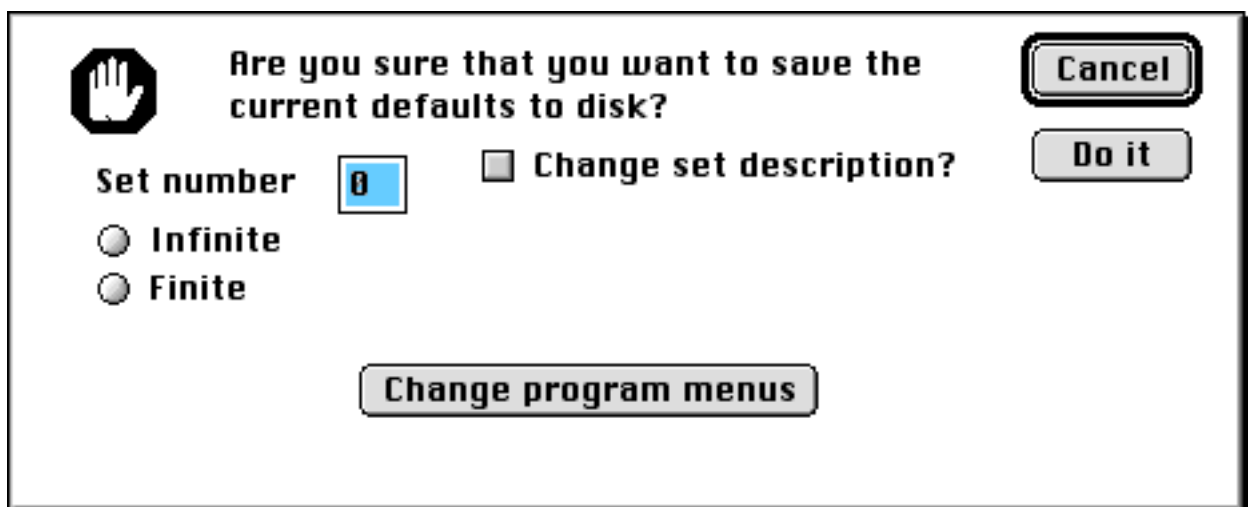 Are you sure that you want to save the
current defaults to disk?
Cancel
Do it
Set number 0
Change set description?
Infinite
Finite
Change program menus